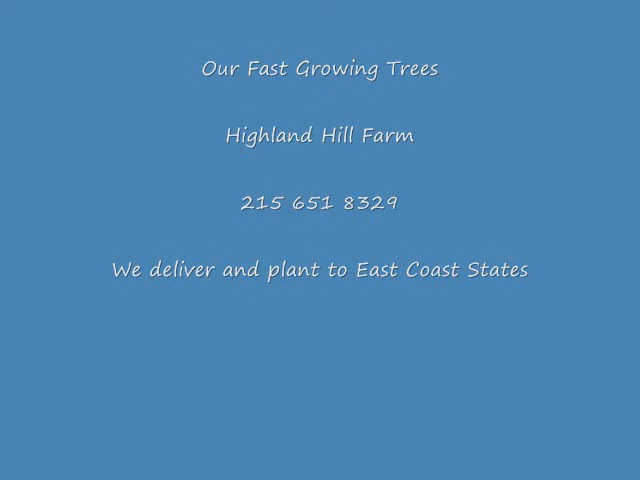 Our Fast Growing Trees
Highland Hill Farm
215 651 8329
We deliver and plant to East Coast States